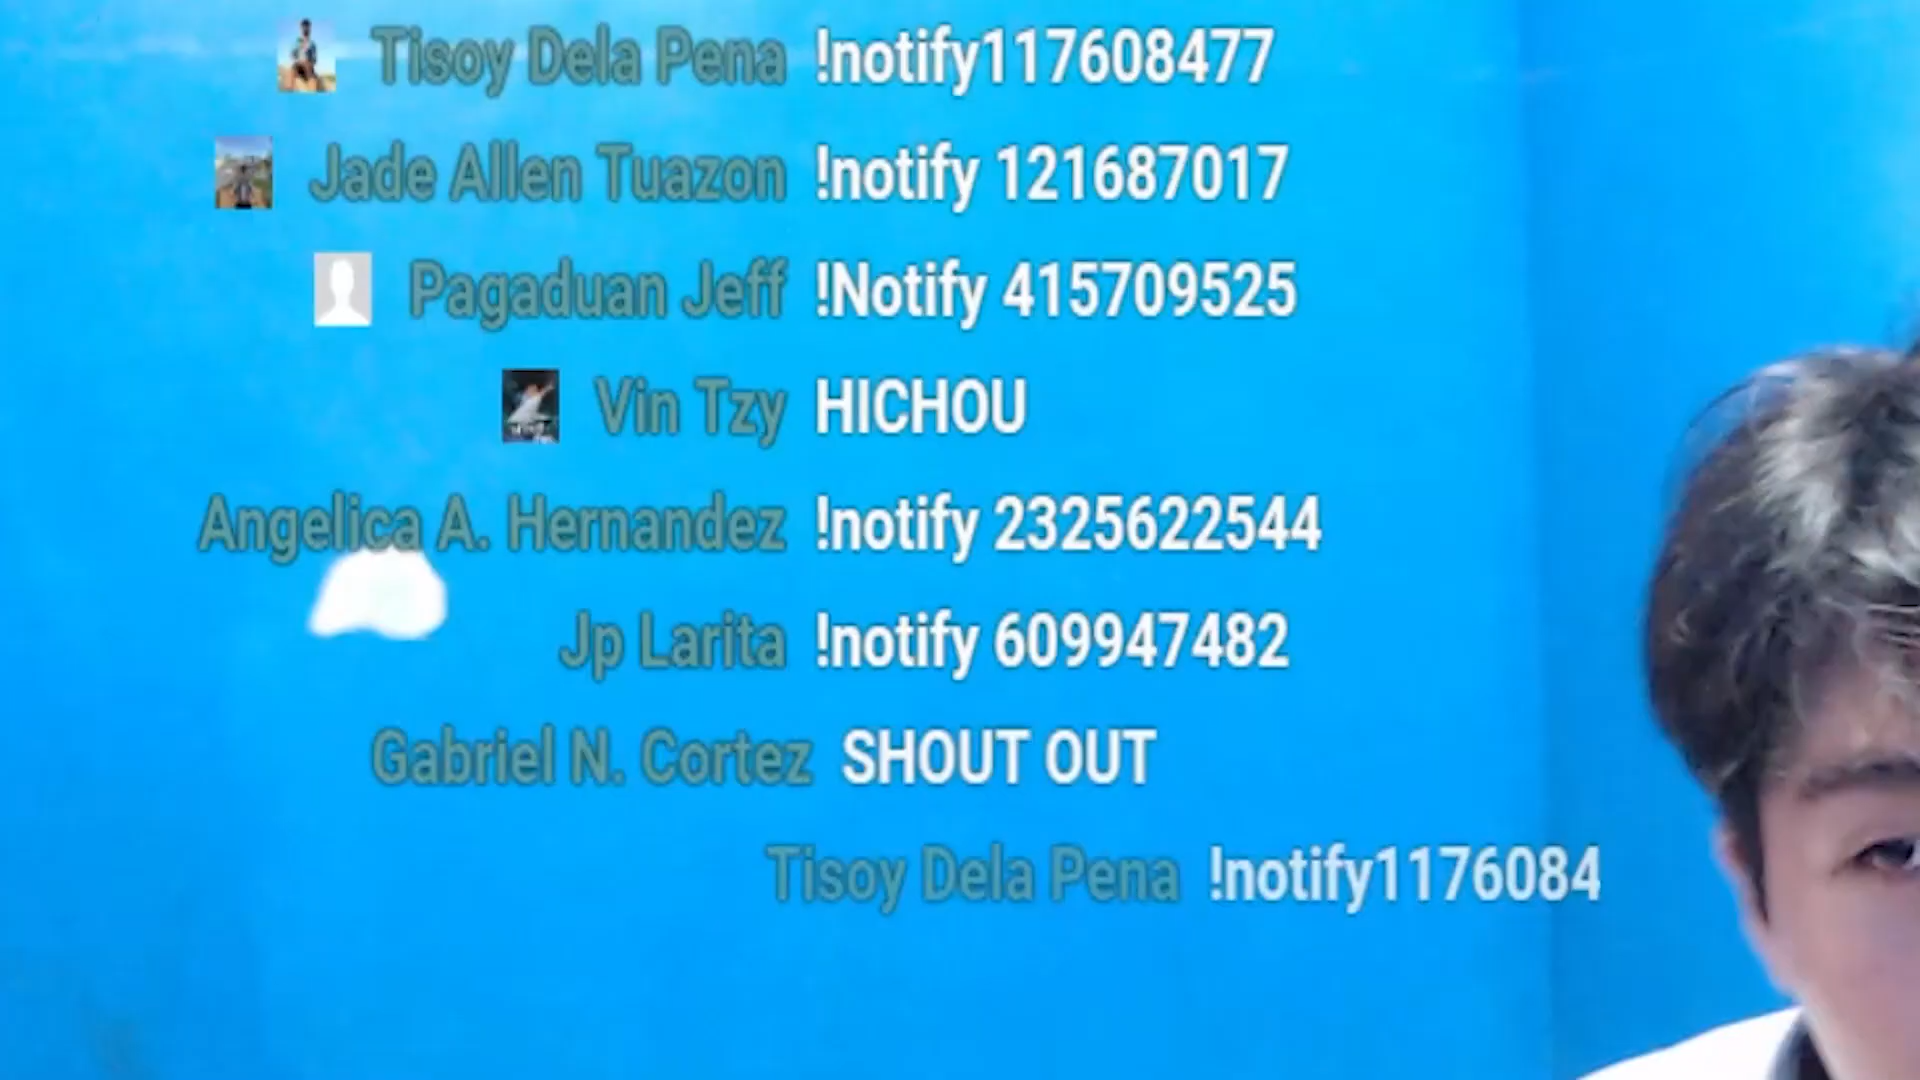 Tisoy Dela Pena !notify117608477
Jade Allen Tuazon !notify 121687017
Pagaduan Jeff !Notify 415709525
Vin Tzy HICHOU
Angelica A. Hernandez !notify 2325622544
Jp Larita !notify 609947482
Gabriel N. Cortez SHOUT OUT
Tisoy Dela Pena !notify1176084